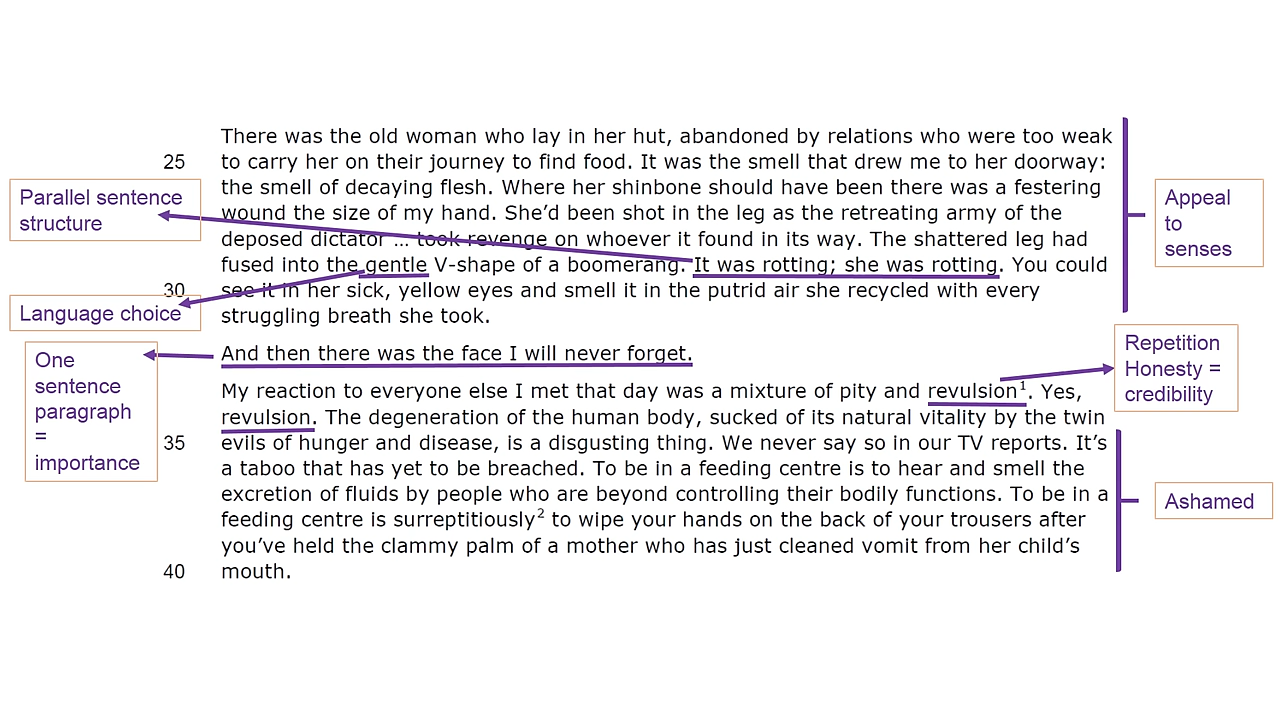 There was the old woman who lay in her hut, abandoned by relations who were too weak
25 to carry her on their journey to find food. It was the smell that drew me to her doorway:
the smell of decaying flesh. Where her shinbone should have been there was a festering
wound the size of my hand. She’d been shot in the leg as the retreating army of the
deposed dictator … took revenge on whoever it found in its way. The shattered leg had
fused into the gentle V-shape of a boomerang. It was rotting; she was rotting. You could
30 see it in her sick, yellow eyes and smell it in the putrid air she recycled with every
struggling breath she took.
And then there was the face I will never forget.
My reaction to everyone else I met that day was a mixture of pity and revulsion¹. Yes,
revulsion. The degeneration of the human body, sucked of its natural vitality by the twin
35 evils of hunger and disease, is a disgusting thing. We never say so in our TV reports. It’s
a taboo that has yet to be breached. To be in a feeding centre is to hear and smell the
excretion of fluids by people who are beyond controlling their bodily functions. To be in a
feeding centre is surreptitiously² to wipe your hands on the back of your trousers after
you’ve held the clammy palm of a mother who has just cleaned vomit from her child’s
40 mouth.
Parallel sentence
structure
Language choice
One
sentence
paragraph
=
importance
Appeal
to
senses
Repetition
Honesty =
credibility
Ashamed